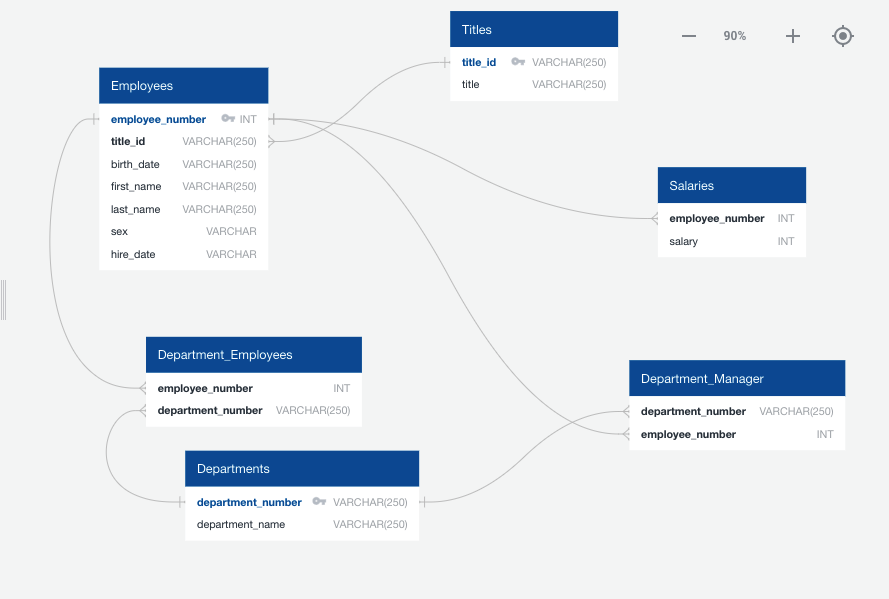 Titles
title_id VARCHAR(250)
title VARCHAR(250)
90%
Employees
employee_number INT
title_id VARCHAR(250)
birth_date VARCHAR(250)
first_name VARCHAR(250)
last_name VARCHAR(250)
sex VARCHAR
hire_date VARCHAR
Salaries
employee_number INT
salary INT
Department_Employees
employee_number INT
department_number VARCHAR(250)
Department_Manager
department_number VARCHAR(250)
employee_number INT
Departments
department_number VARCHAR(250)
department_name VARCHAR(250)